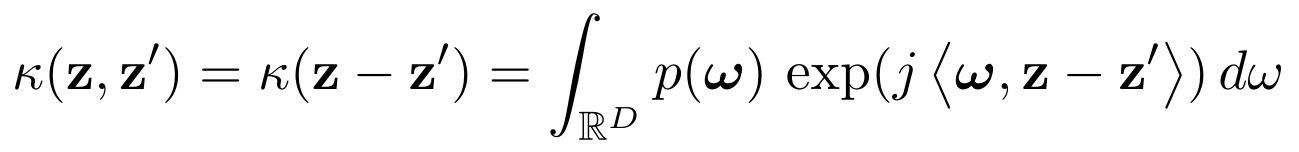 κ(𝐳, 𝐳′) = κ(𝐳 − 𝐳′) = ∫_{ℝ^D} p(𝝎) exp(j ⟨𝝎, 𝐳 − 𝐳′⟩) dω